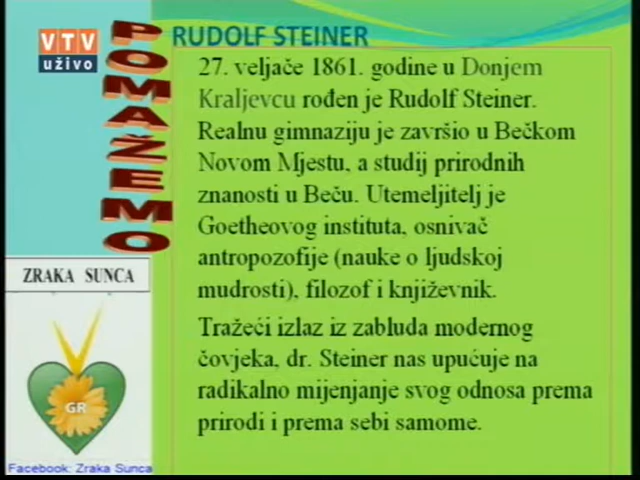 VTV
uživo
POMAŽEMO
RUDOLF STEINER
27. veljače 1861. godine u Donjem
Kraljevcu rođen je Rudolf Steiner.
Realnu gimnaziju je završio u Bečkom
Novom Mjestu, a studij prirodnih
znanosti u Beču. Utemeljitelj je
Goetheovog instituta, osnivač
antropozofije (nauke o ljudskoj
mudrosti), filozof i književnik.
Tražeći izlaz iz zabluda modernog
čovjeka, dr. Steiner nas upućuje na
radikalno mijenjanje svog odnosa prema
prirodi i prema sebi samome.
ZRAKA SUNCA
GR
Facebook: Zraka Sunca